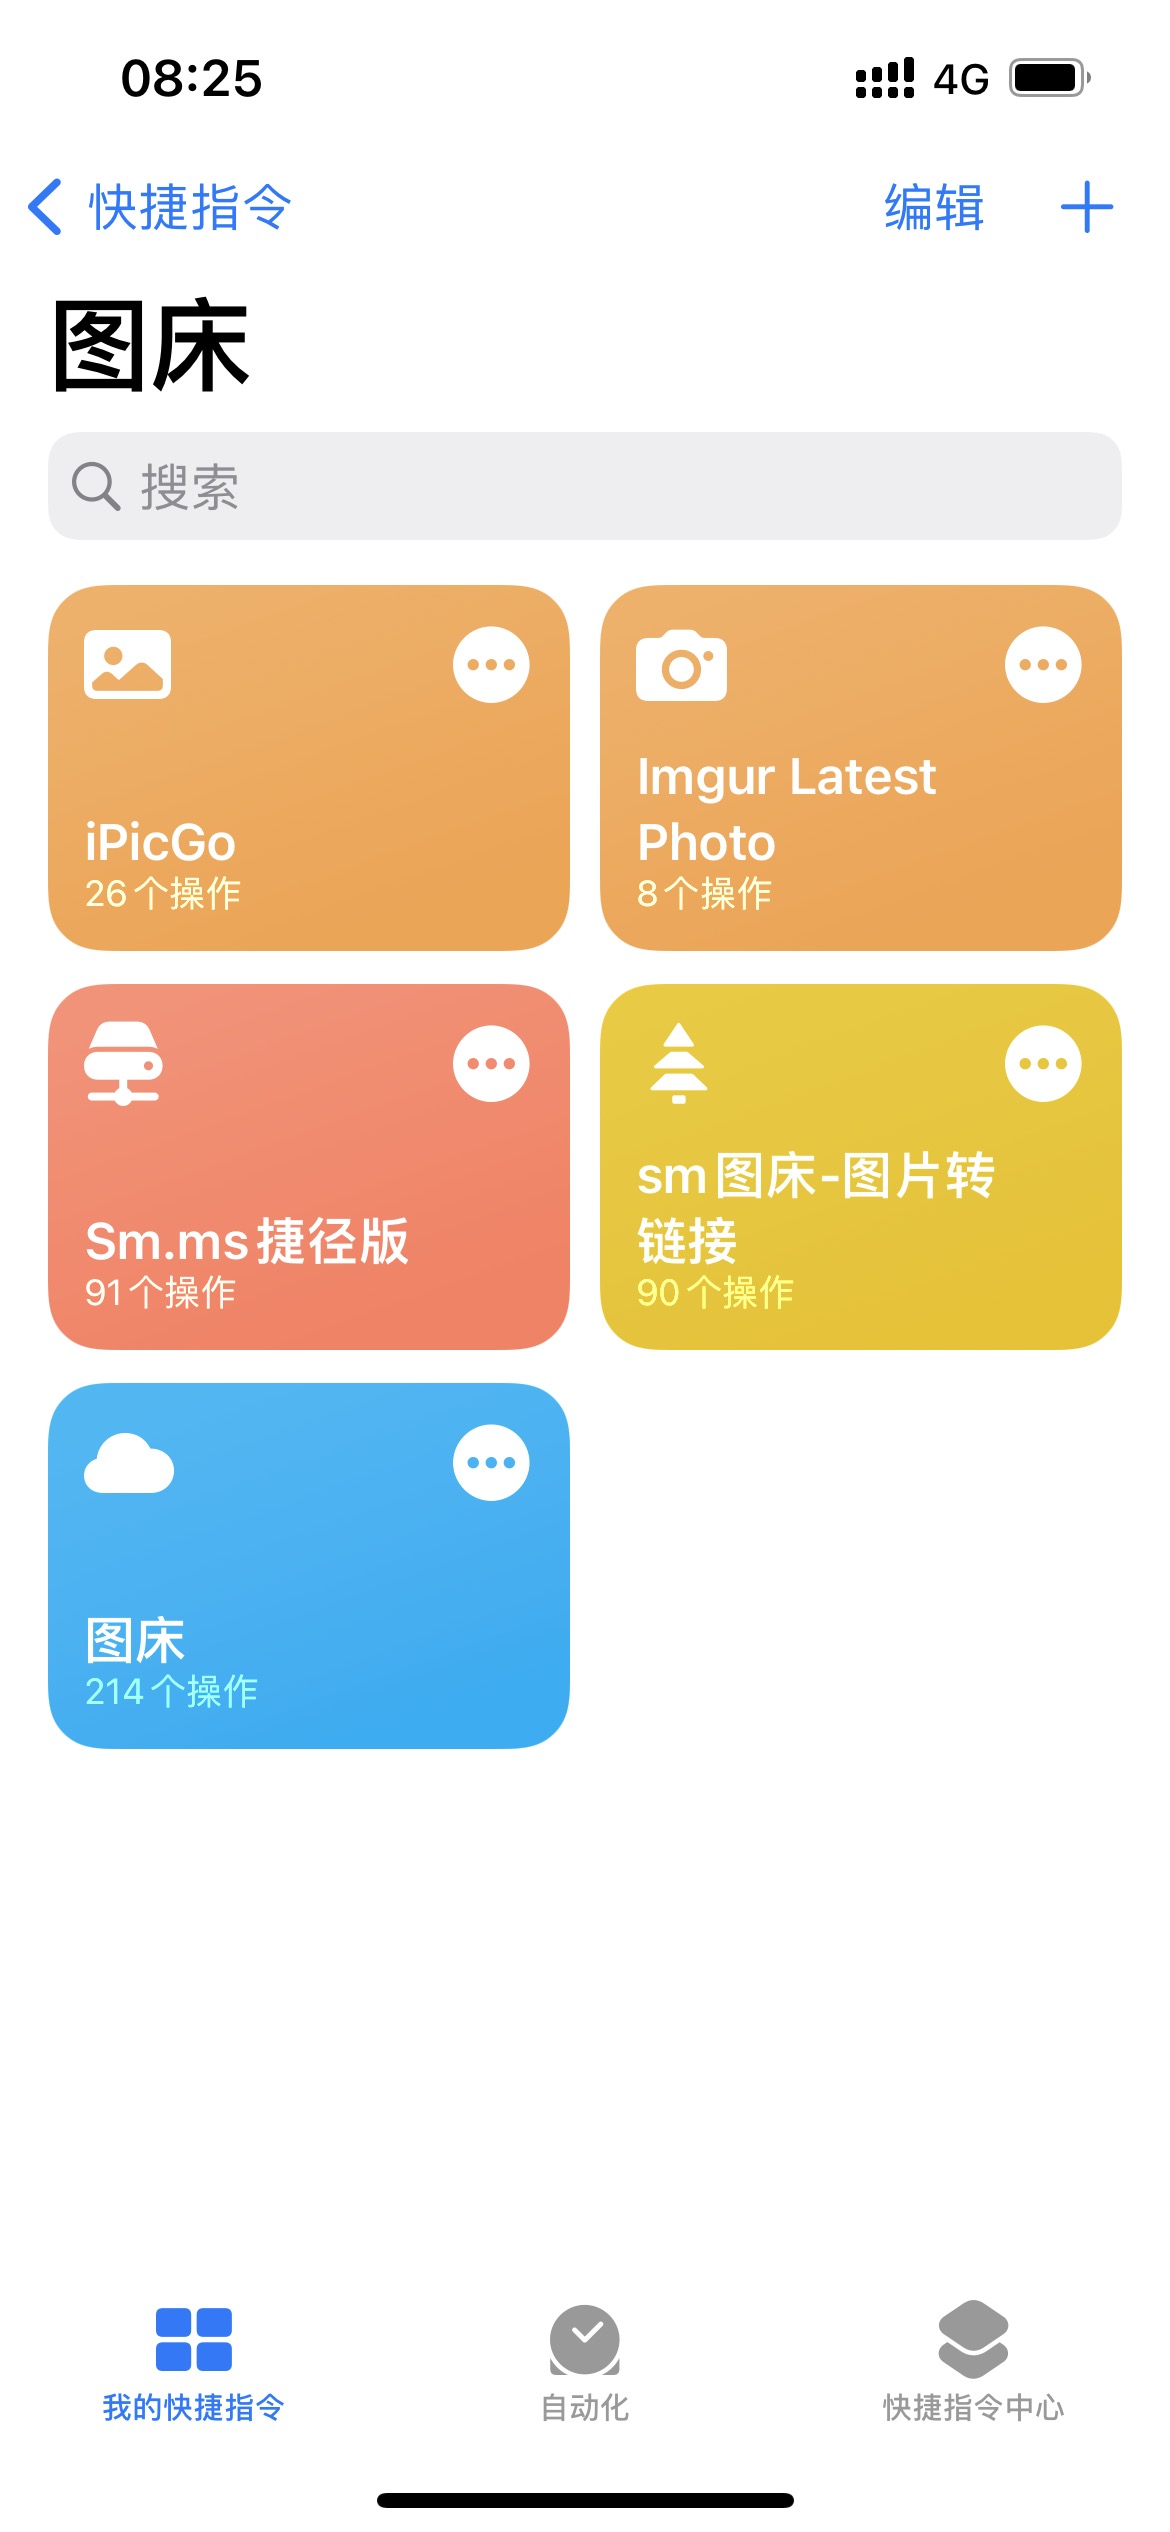 08:25
4G
快捷指令
编辑
图床
搜索
iPicGo
26个操作
Imgur Latest
Photo
8个操作
Sm.ms捷径版
91个操作
sm图床-图片转
链接
90个操作
图床
214个操作
我的快捷指令
自动化
快捷指令中心